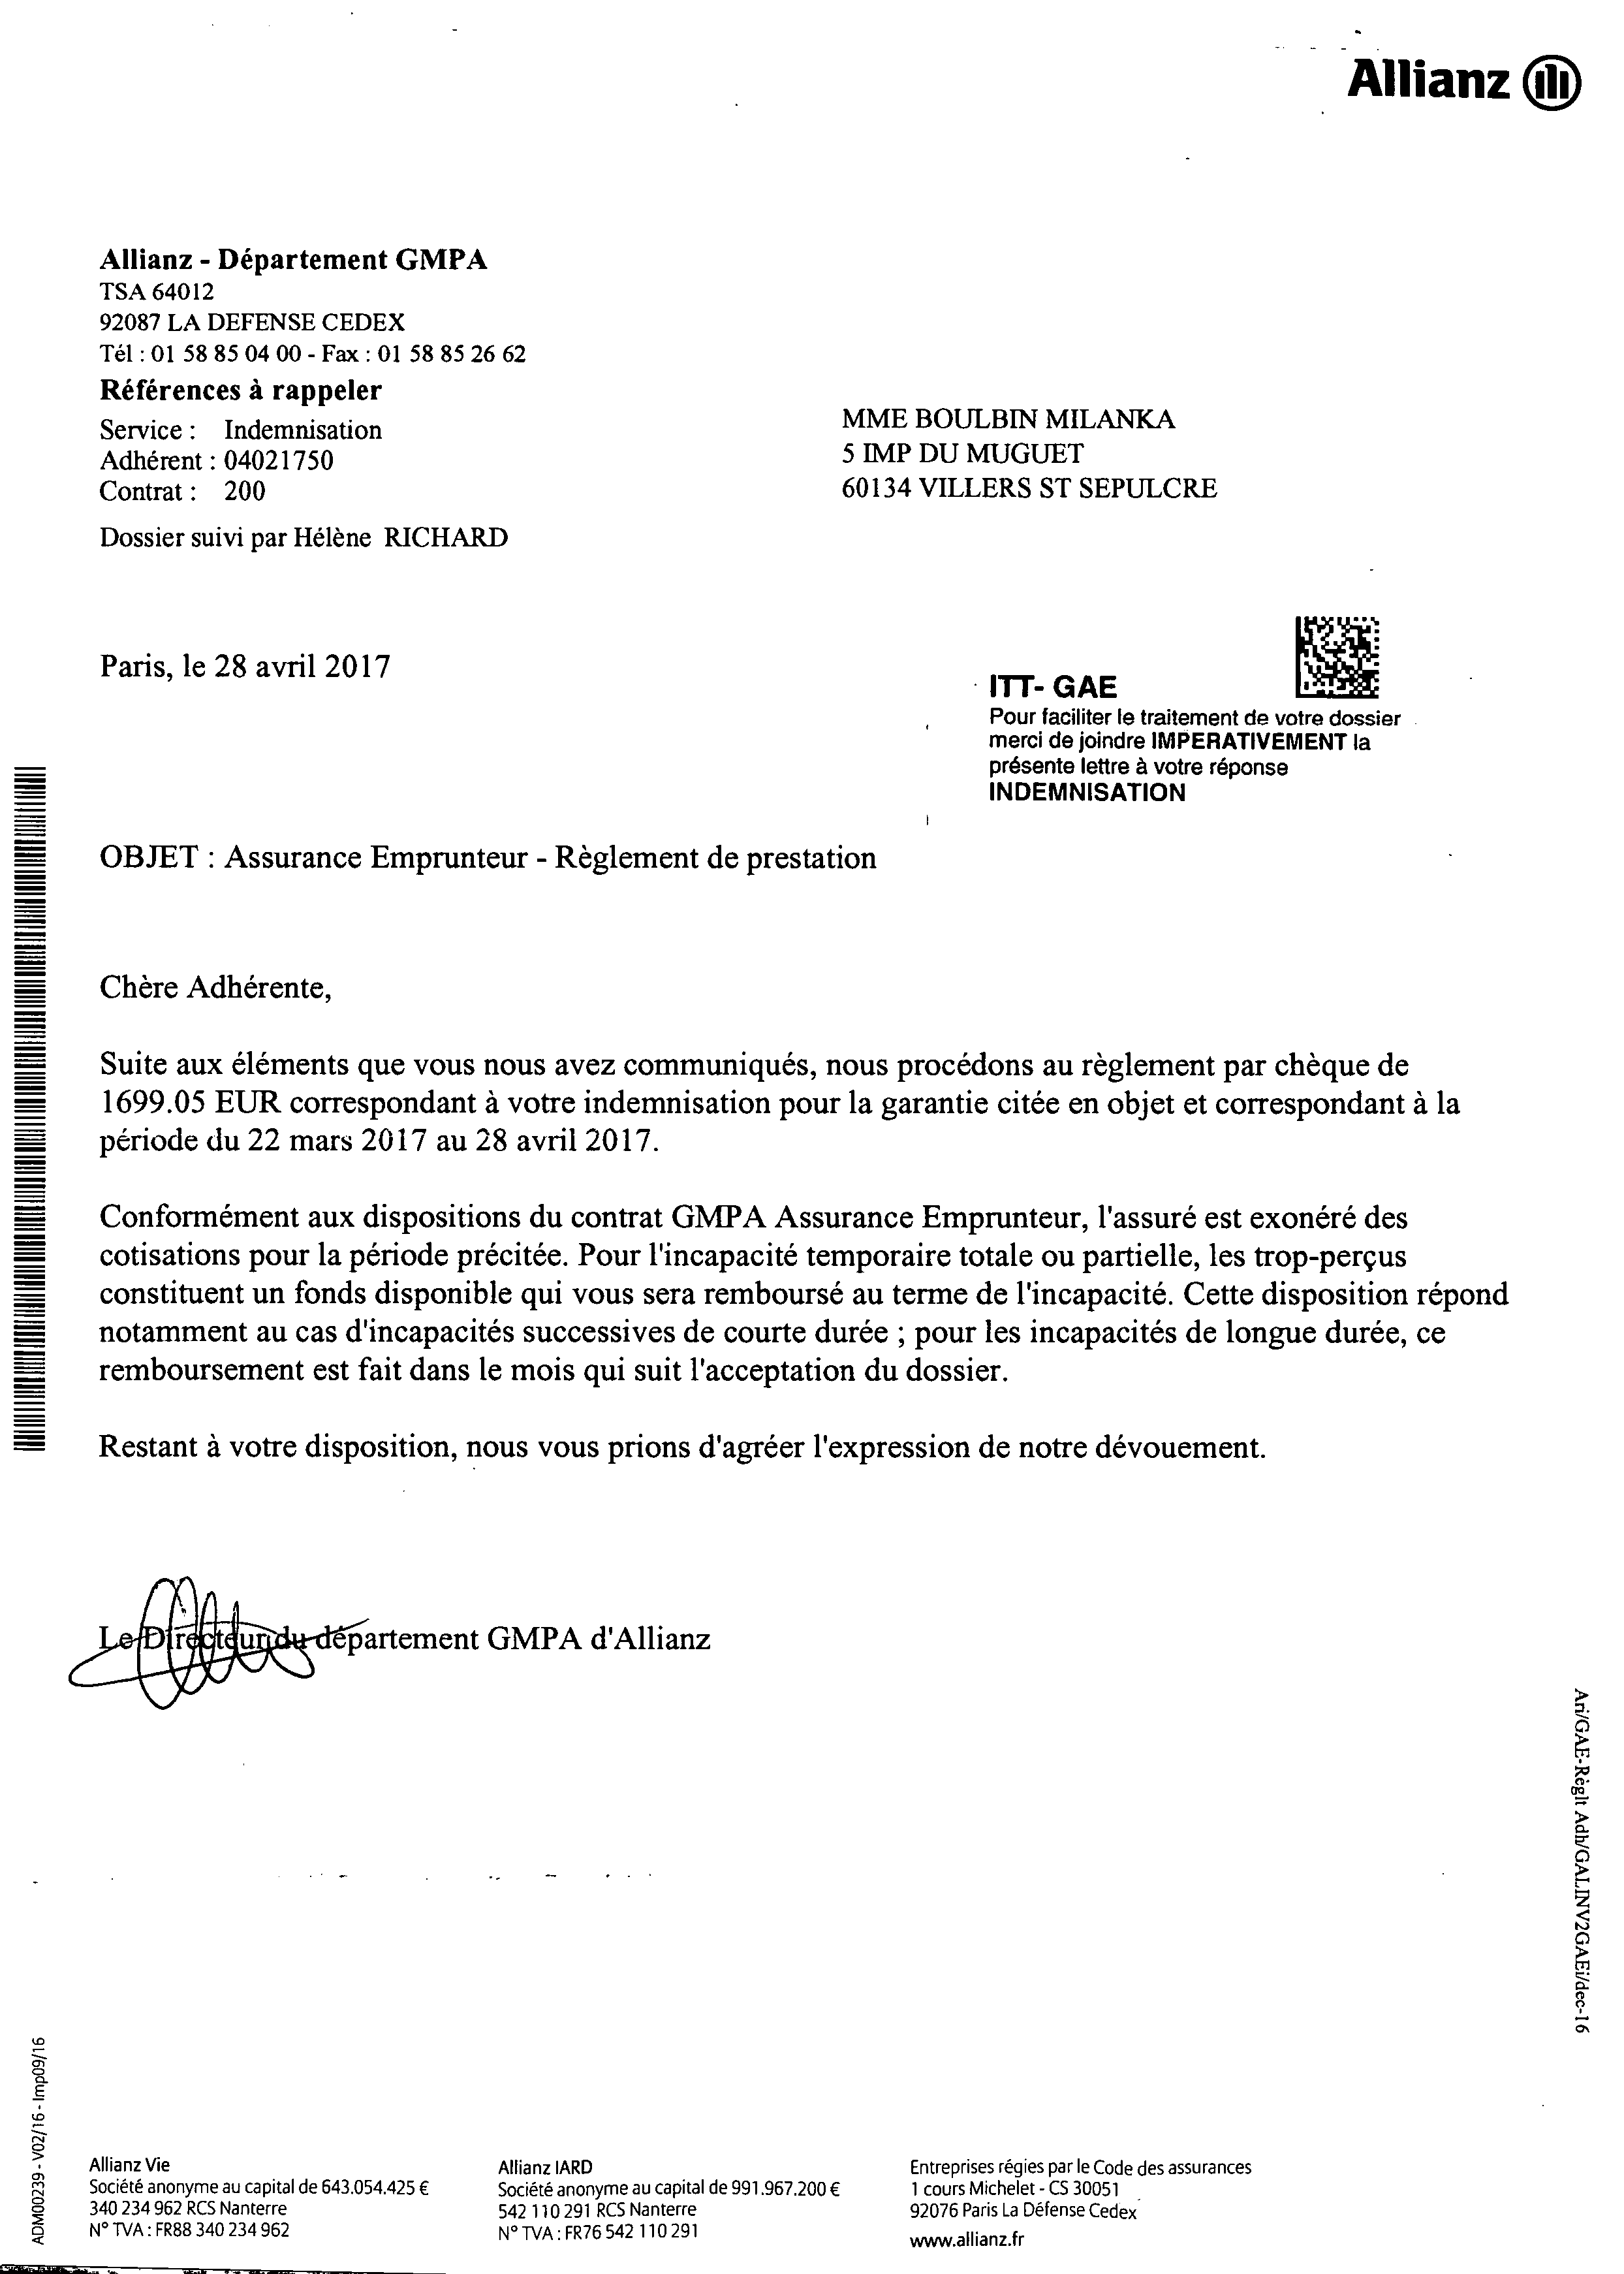 Allianz
Allianz - Département GMPA
TSA 64012
92087 LA DEFENSE CEDEX
Tél : 01 58 85 04 00 - Fax : 01 58 85 26 62
Références à rappeler
Service : Indemnisation
Adhérent : 04021750
Contrat : 200
Dossier suivi par Hélène RICHARD
MME BOULBIN MILANKA
5 IMP DU MUGUET
60134 VILLERS ST SEPULCRE
Paris, le 28 avril 2017
ITT- GAE
Pour faciliter le traitement de votre dossier
merci de joindre IMPERATIVEMENT la
présente lettre à votre réponse
INDEMNISATION
OBJET : Assurance Emprunteur - Règlement de prestation
Chère Adhérente,
Suite aux éléments que vous nous avez communiqués, nous procédons au règlement par chèque de
1699.05 EUR correspondant à votre indemnisation pour la garantie citée en objet et correspondant à la
période du 22 mars 2017 au 28 avril 2017.
Conformément aux dispositions du contrat GMPA Assurance Emprunteur, l'assuré est exonéré des
cotisations pour la période précitée. Pour l'incapacité temporaire totale ou partielle, les trop-perçus
constituent un fonds disponible qui vous sera remboursé au terme de l'incapacité. Cette disposition répond
notamment au cas d'incapacités successives de courte durée ; pour les incapacités de longue durée, ce
remboursement est fait dans le mois qui suit l'acceptation du dossier.
Restant à votre disposition, nous vous prions d'agréer l'expression de notre dévouement.
Le Directeur du département GMPA d'Allianz
Ari/GAE-Règlt Adh/GALINV2GAEi/dec-16
ADM00239 - V02/16 - Imp09/16
Allianz Vie
Société anonyme au capital de 643.054.425 €
340 234 962 RCS Nanterre
N° TVA : FR88 340 234 962
Allianz IARD
Société anonyme au capital de 991.967.200 €
542 110 291 RCS Nanterre
N° TVA : FR76 542 110 291
Entreprises régies par le Code des assurances
1 cours Michelet - CS 30051
92076 Paris La Défense Cedex
www.allianz.fr